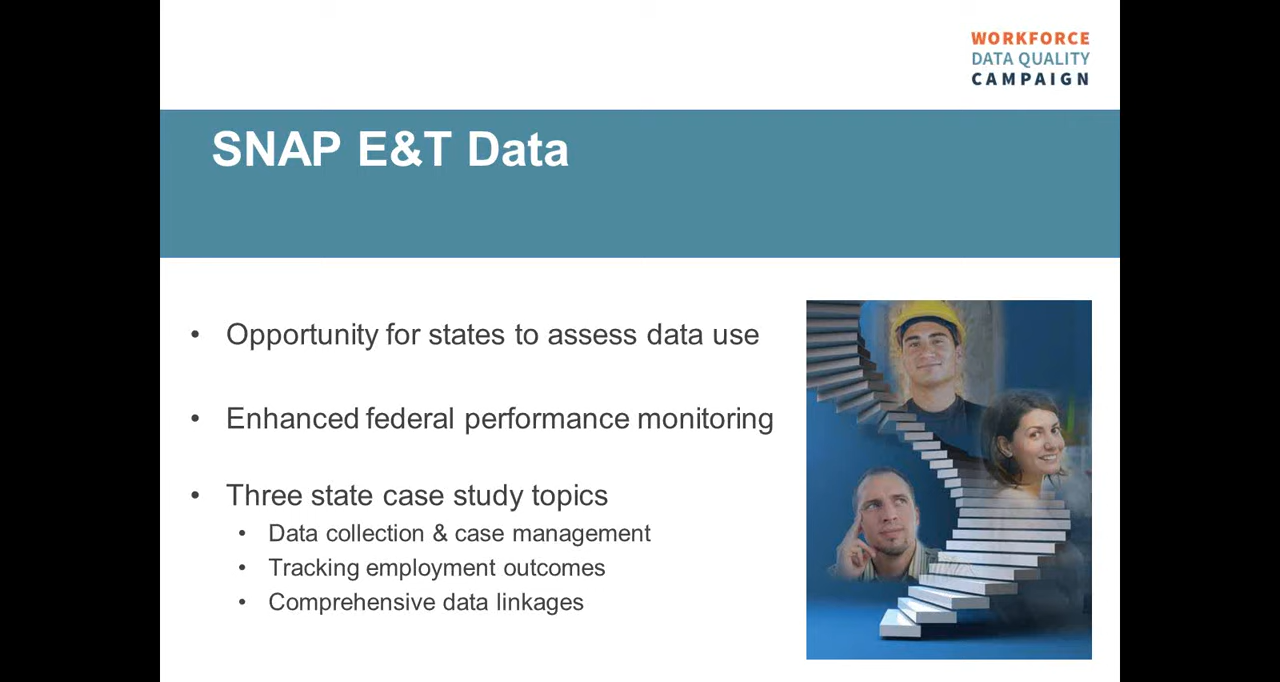 WORKFORCE
DATA QUALITY
CAMPAIGN
SNAP E&T Data
• Opportunity for states to assess data use
• Enhanced federal performance monitoring
• Three state case study topics
• Data collection & case management
• Tracking employment outcomes
• Comprehensive data linkages